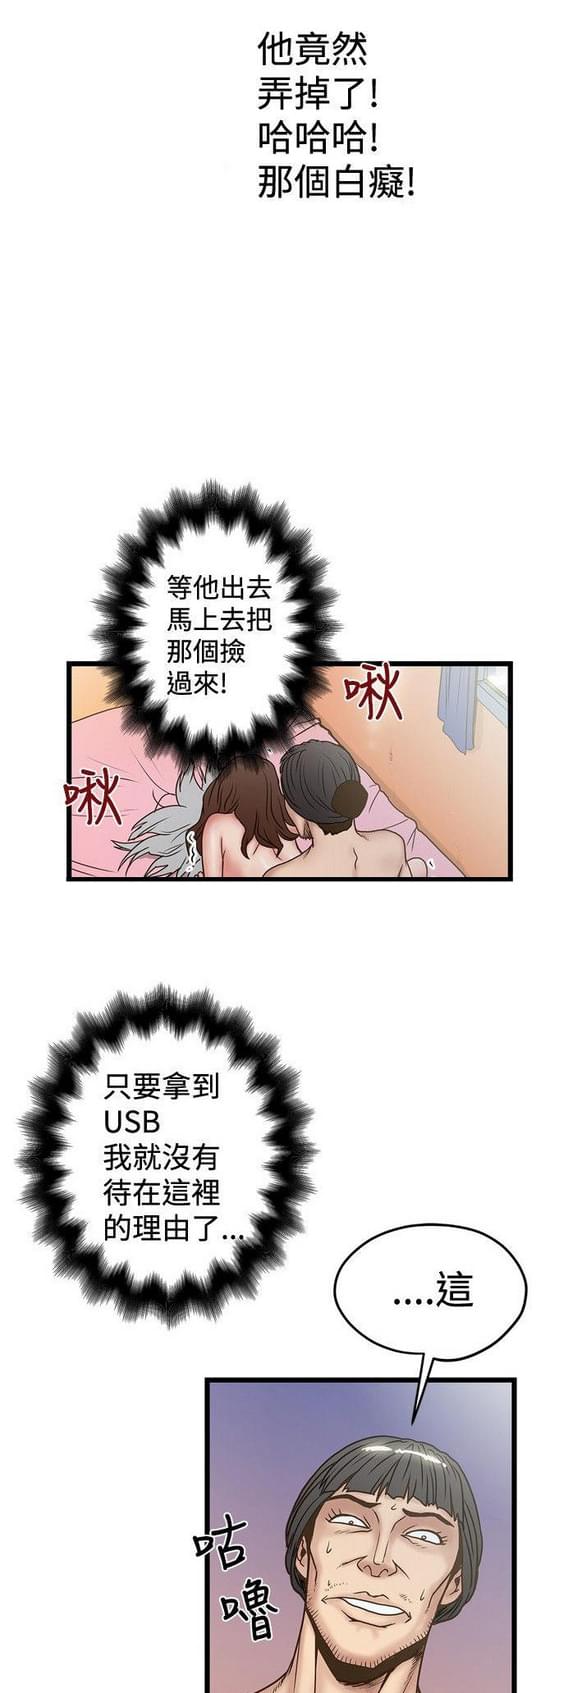 他竟然
弄掉了!
哈哈哈!
那個白癡!
等他出去
馬上去把
那個撿
過來!
啾
啾
只要拿到
USB
我就沒有
待在這裡
的理由了...
....這
咕
嚕